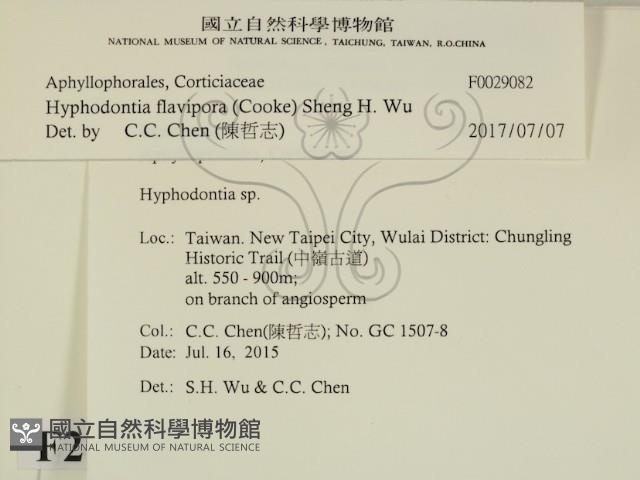 國立自然科學博物館
NATIONAL MUSEUM OF NATURAL SCIENCE, TAICHUNG, TAIWAN, R.O.CHINA
Aphyllophorales, Corticiaceae F0029082
Hyphodontia flavipora (Cooke) Sheng H. Wu
Det. by C.C. Chen (陳哲志) 2017/07/07
Hyphodontia sp.
Loc.: Taiwan. New Taipei City, Wulai District: Chungling
Historic Trail (中嶺古道)
alt. 550 - 900m;
on branch of angiosperm
Col.: C.C. Chen(陳哲志); No. GC 1507-8
Date: Jul. 16, 2015
Det.: S.H. Wu & C.C. Chen
國立自然科學博物館
NATIONAL MUSEUM OF NATURAL SCIENCE
F2